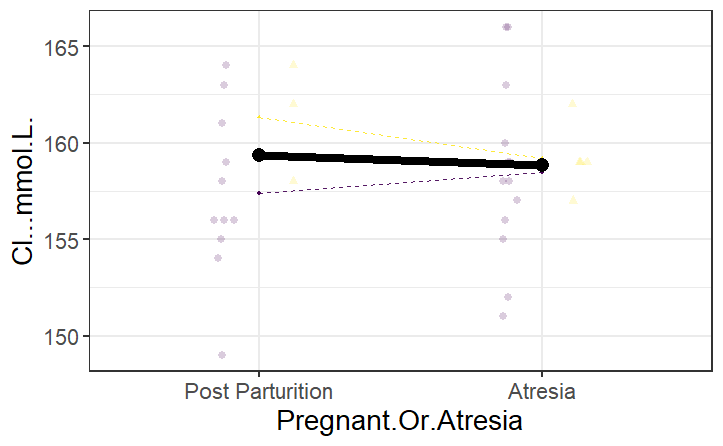 Cl...mmol.L.
165
160
155
150
Post Parturition
Atresia
Pregnant.Or.Atresia